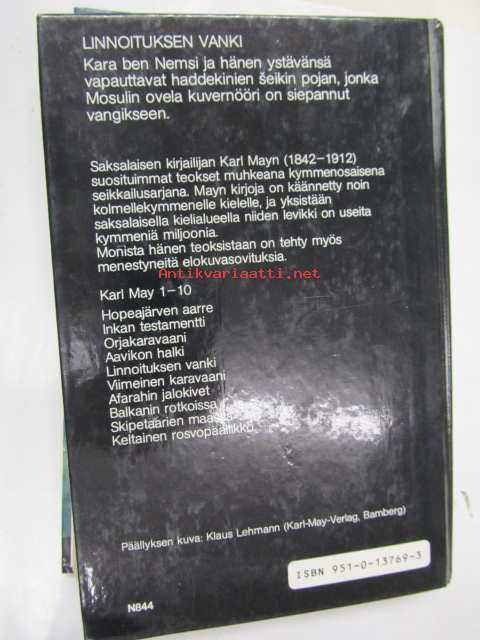 LINNOITUKSEN VANKI
Kara ben Nemsi ja hänen ystävänsä
vapauttavat haddekinien šeikin pojan, jonka
Mosulin ovela kuvernööri on siepannut
vangikseen.
Saksalaisen kirjailijan Karl Mayn (1842–1912)
suosituimmat teokset muhkeana kymmenosaisena
seikkailusarjana. Mayn kirjoja on käännetty noin
kolmellekymmenelle kielelle, ja yksistään
saksalaisella kielialueella niiden levikki on useita
kymmeniä miljoonia.
Monista hänen teoksistaan on tehty myös
menestyneitä elokuvasovituksia.
Antikvariaatti.net
Karl May 1–10
Hopeajärven aarre
Inkan testamentti
Orjakaravaani
Aavikon halki
Linnoituksen vanki
Viimeinen karavaani
Afarahin jalokivet
Balkanin rotkoissa
Skipetaarien maassa
Keltainen rosvopäällikkö
Päällyksen kuva: Klaus Lehmann (Karl-May-Verlag, Bamberg)
ISBN 951-0-13769-3
N844